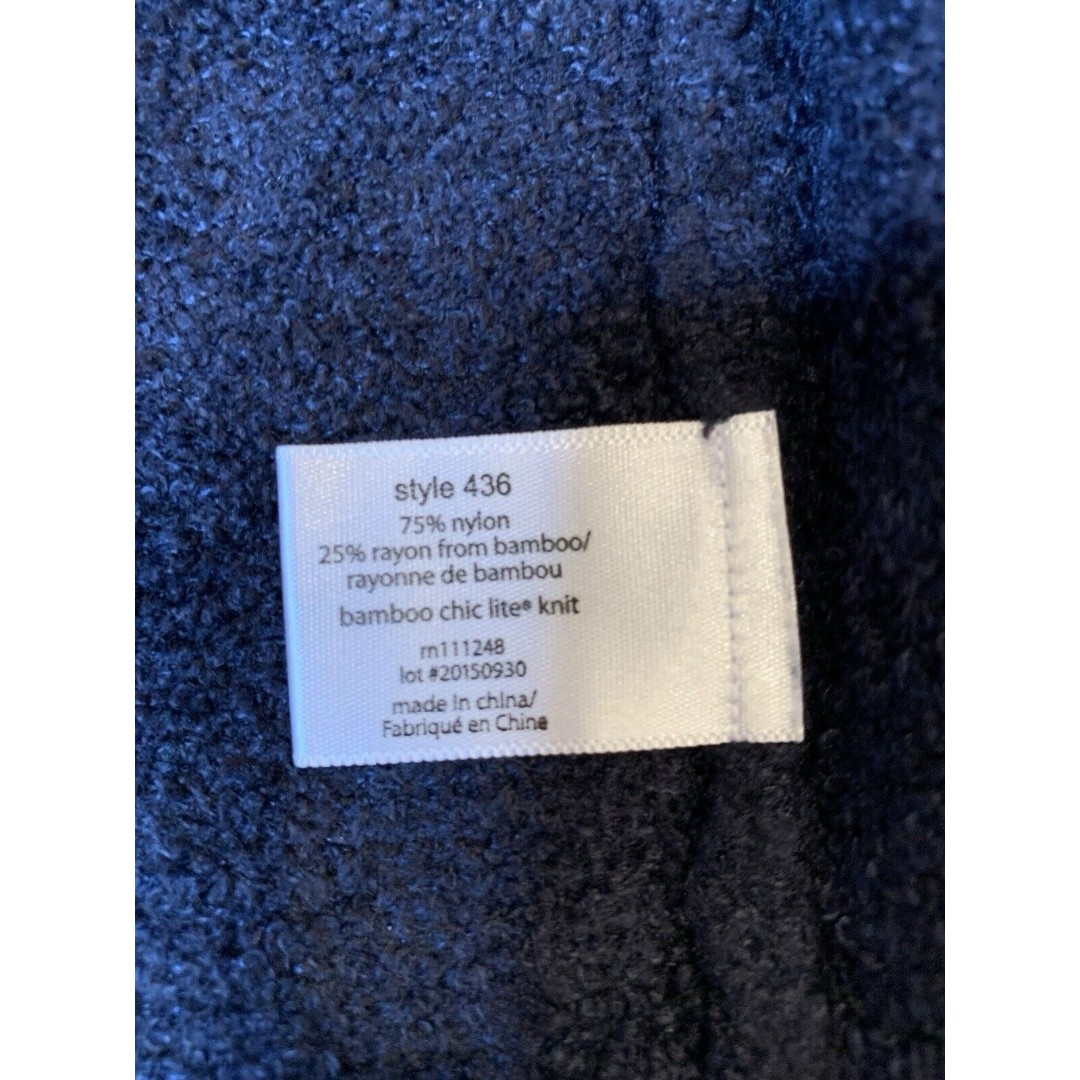 style 436
75% nylon
25% rayon from bamboo/
rayonne de bambou
bamboo chic lite® knit
rn111248
lot #20150930
made in china/
Fabriqué en Chine